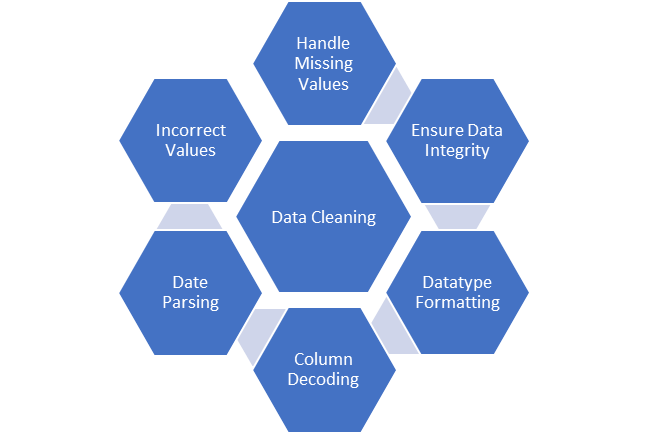 Handle
Missing
Values
Ensure Data
Integrity
Datatype
Formatting
Column
Decoding
Date
Parsing
Incorrect
Values
Data Cleaning